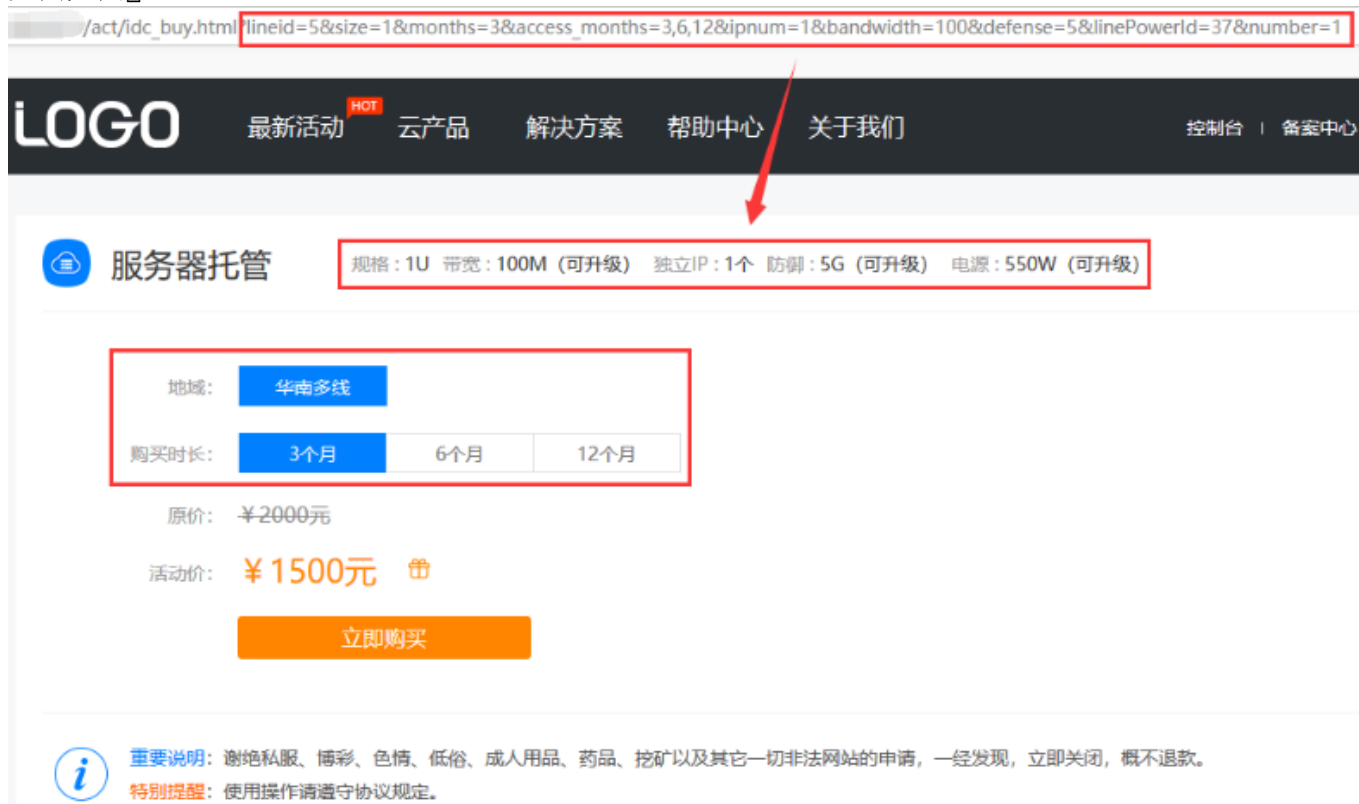 /act/idc_buy.html?lineid=5&size=1&months=3&access_months=3,6,12&ipnum=1&bandwidth=100&defense=5&linePowerId=37&number=1
LOGO 最新活动 HOT 云产品 解决方案 帮助中心 关于我们 控制台 | 备案中心
服务器托管 规格：1U 带宽：100M（可升级） 独立IP：1个 防御：5G（可升级） 电源：550W（可升级）
地域： 华南多线
购买时长： 3个月 6个月 12个月
原价： ￥2000元
活动价： ￥1500元
立即购买
重要说明：谢绝私服、博彩、色情、低俗、成人用品、药品、挖矿以及其它一切非法网站的申请，一经发现，立即关闭，概不退款。
特别提醒：使用操作请遵守协议规定。